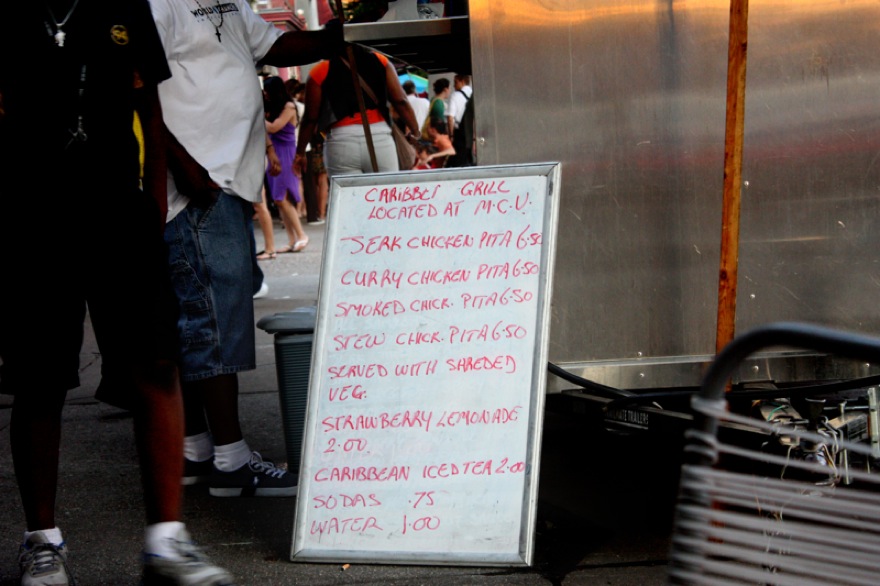 CARIBBEI GRILL
LOCATED AT M.C.U.
JERK CHICKEN PITA 6.50
CURRY CHICKEN PITA 6.50
SMOKED CHICK. PITA 6.50
STEW CHICK. PITA 6.50
SERVED WITH SHREDED
VEG.
STRAWBERRY LEMONADE
2.00
CARIBBEAN ICED TEA 2.00
SODAS .75
WATER 1.00
TRAILERS